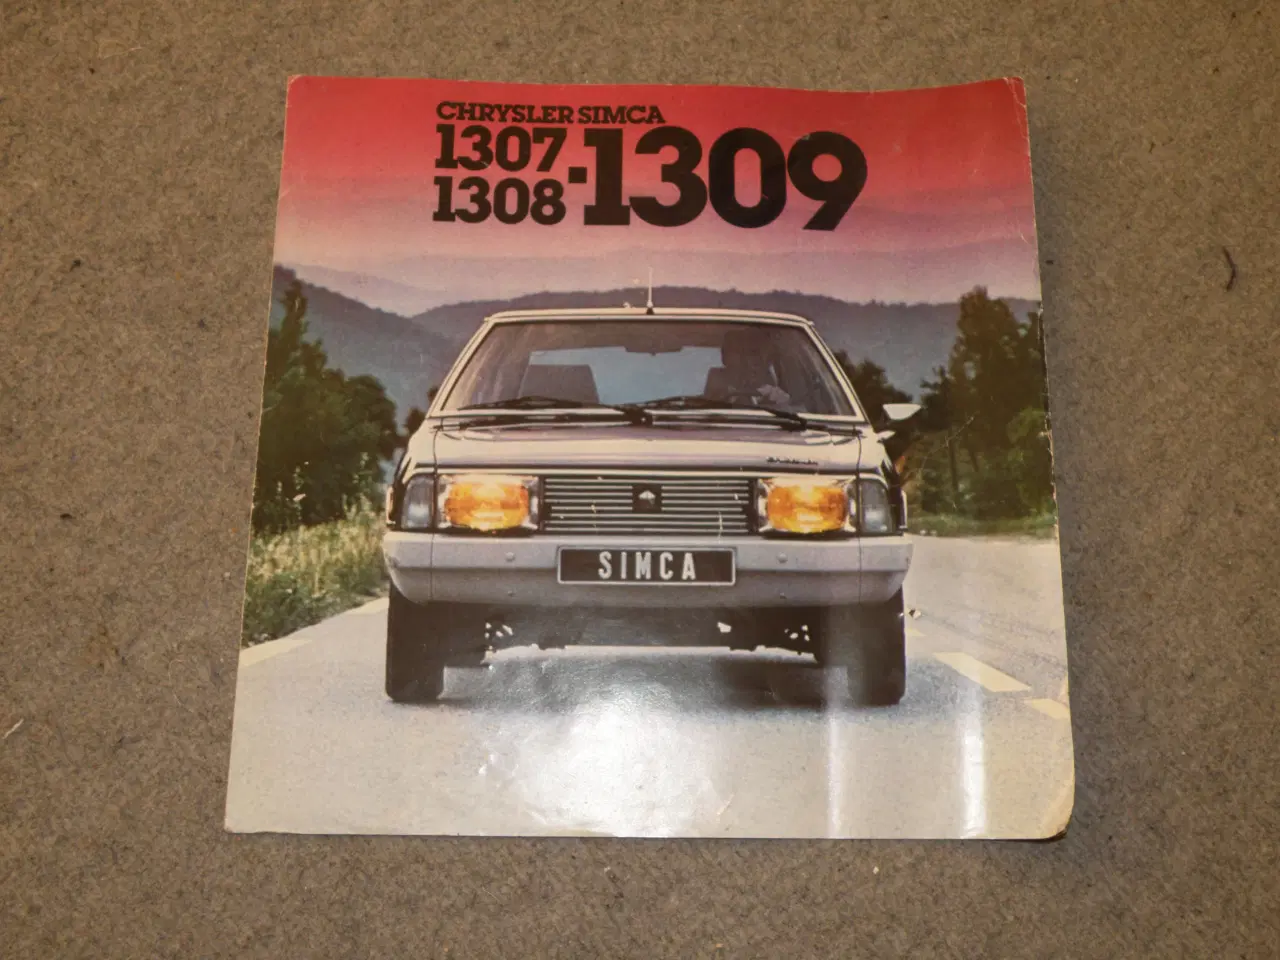 CHRYSLER SIMCA
1307
1308
-1309
SIMCA